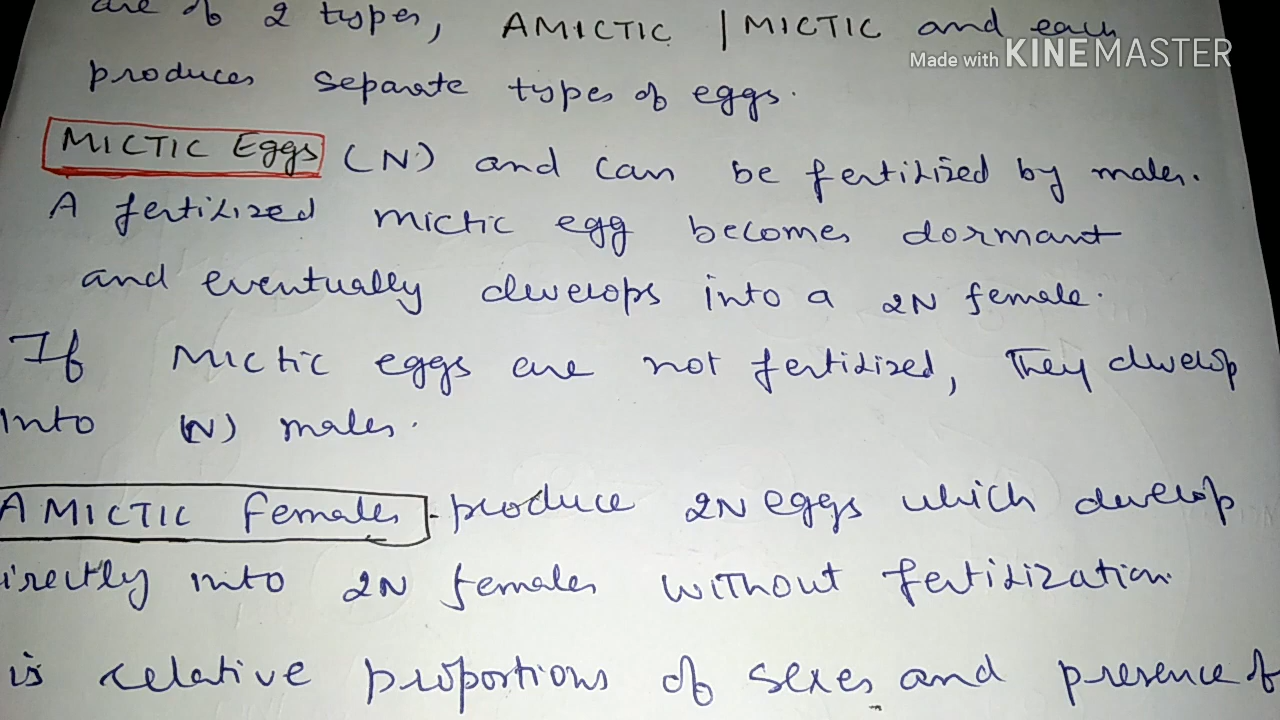 are of 2 types, AMICTIC | MICTIC and each
Made with KINEMASTER
produces separate types of eggs.
MICTIC Eggs (N) and can be fertilized by males.
A fertilized mictic egg becomes dormant
and eventually develops into a 2N female.
If Mictic eggs are not fertilized, They develop
into (N) males.
AMICTIC females - produce 2N eggs which develop
irectly into 2N females without fertilization
is relative proportions of sexes and presence of